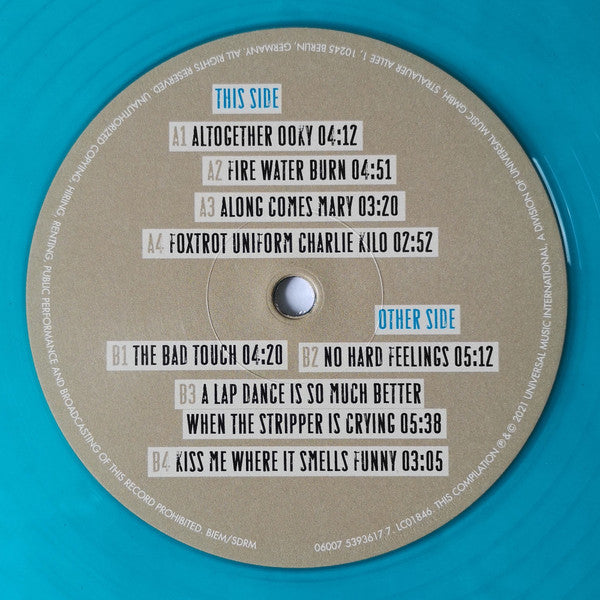 THIS SIDE
A1 ALTOGETHER OOKY 04:12
A2 FIRE WATER BURN 04:51
A3 ALONG COMES MARY 03:20
A4 FOXTROT UNIFORM CHARLIE KILO 02:52
OTHER SIDE
B1 THE BAD TOUCH 04:20 B2 NO HARD FEELINGS 05:12
B3 A LAP DANCE IS SO MUCH BETTER
WHEN THE STRIPPER IS CRYING 05:38
B4 KISS ME WHERE IT SMELLS FUNNY 03:05
06007 5393617 7. LC01846. THIS COMPILATION ℗ & © 2021 UNIVERSAL MUSIC INTERNATIONAL, A DIVISION OF UNIVERSAL MUSIC GMBH, STRALAUER ALLEE 1, 10245 BERLIN, GERMANY. ALL RIGHTS RESERVED. UNAUTHORIZED COPYING, HIRING, RENTING, PUBLIC PERFORMANCE AND BROADCASTING OF THIS RECORD PROHIBITED. BIEM/SDRM